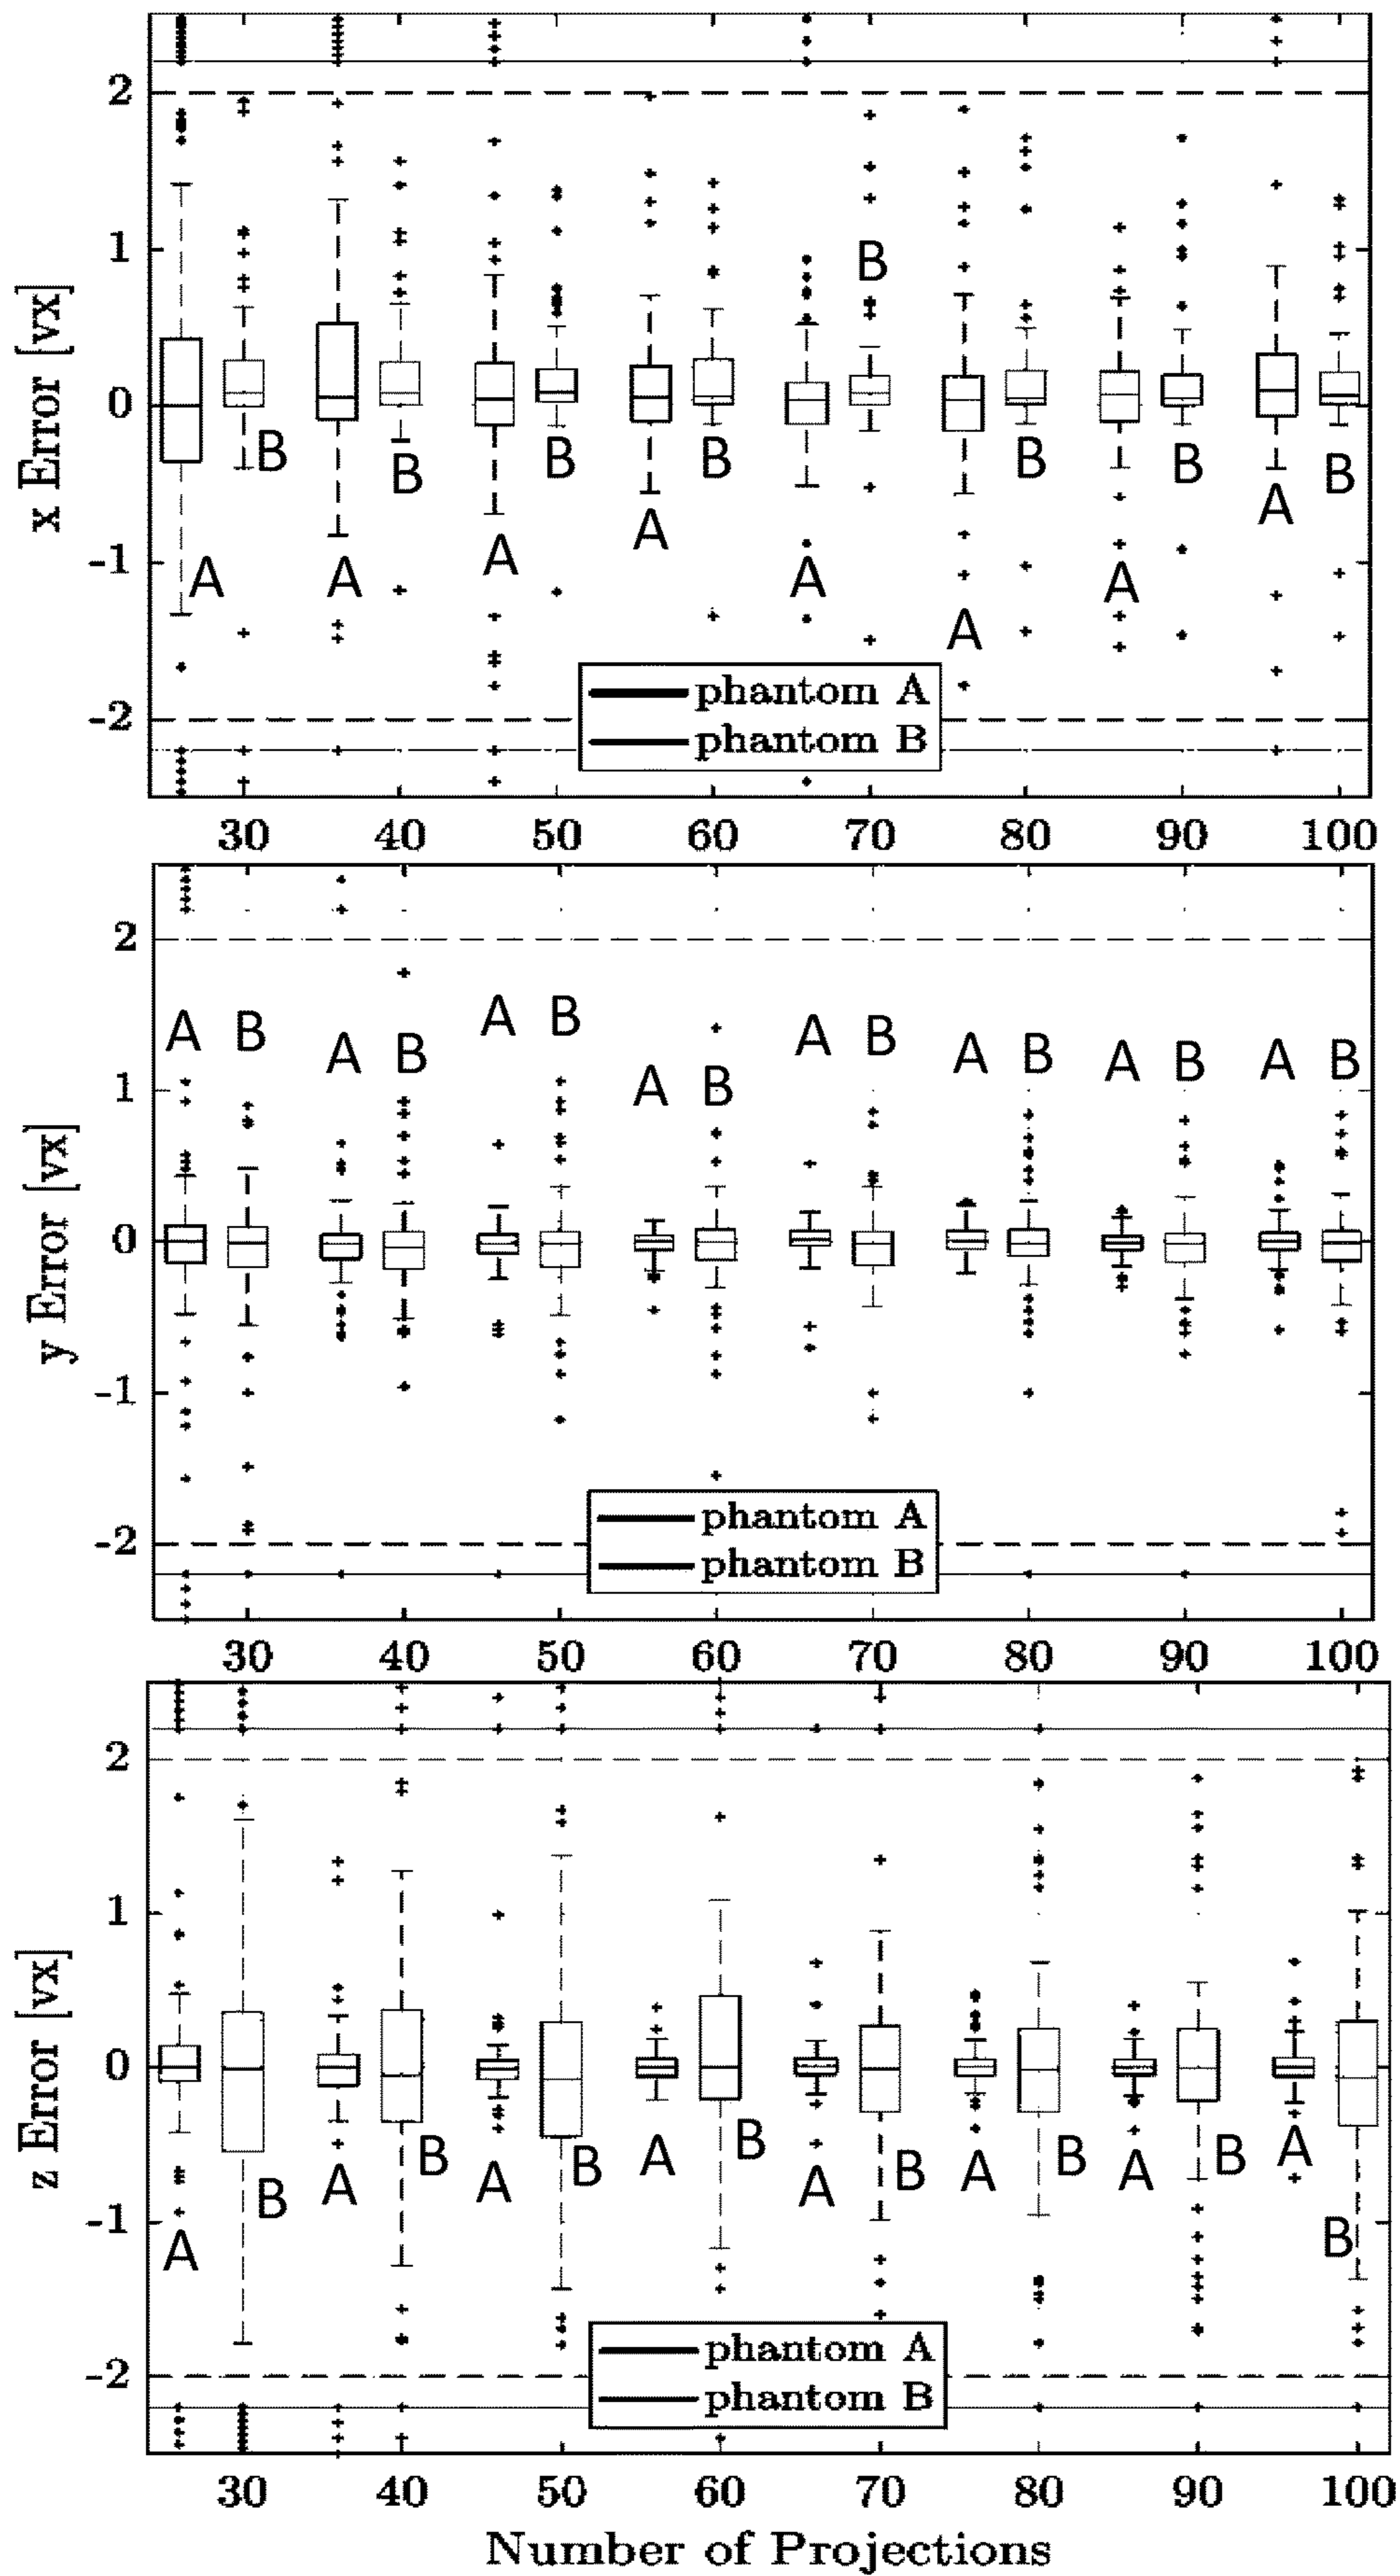 x Error [vx]
2
1
0
-1
-2
B
B B B B B B B
A A A A A A A A
phantom A
phantom B
30 40 50 60 70 80 90 100
y Error [vx]
2
1
0
-1
-2
A B A B A B A B A B A B A B A B
phantom A
phantom B
30 40 50 60 70 80 90 100
z Error [vx]
2
1
0
-1
-2
A B A B A B A B A B A B A B A B
phantom A
phantom B
30 40 50 60 70 80 90 100
Number of Projections